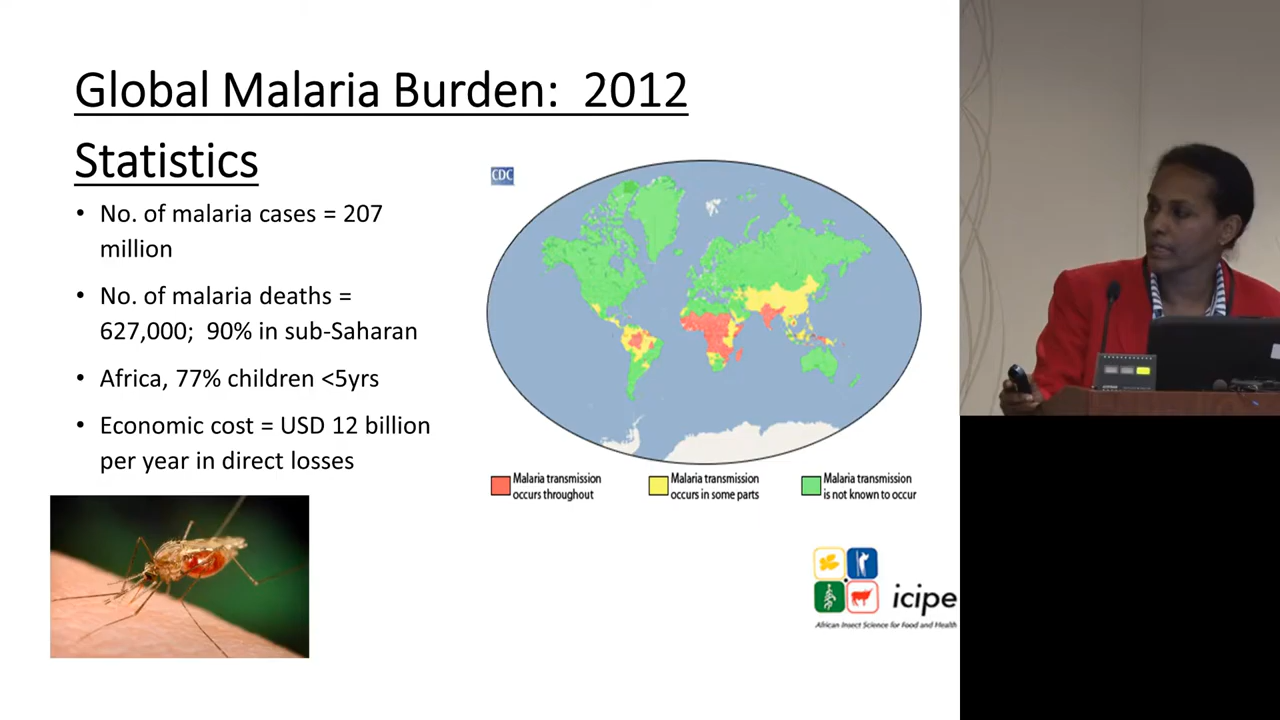 Global Malaria Burden: 2012
Statistics
• No. of malaria cases = 207
million
• No. of malaria deaths =
627,000; 90% in sub-Saharan
• Africa, 77% children <5yrs
• Economic cost = USD 12 billion
per year in direct losses
CDC
Malaria transmission
occurs throughout
Malaria transmission
occurs in some parts
Malaria transmission
is not known to occur
icipe
African Insect Science for Food and Health